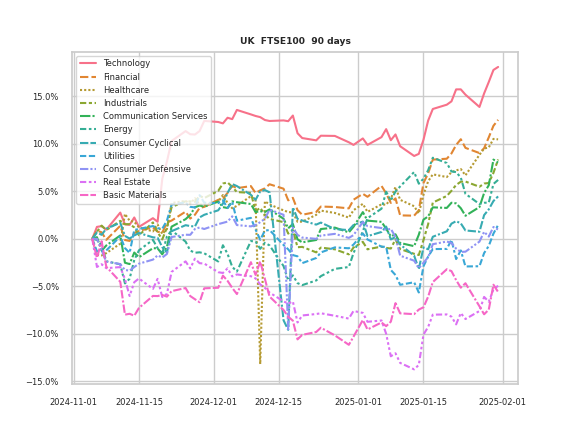 UK  FTSE100  90 days
Technology
Financial
Healthcare
Industrials
Communication Services
Energy
Consumer Cyclical
Utilities
Consumer Defensive
Real Estate
Basic Materials
15.0%
10.0%
5.0%
0.0%
−5.0%
−10.0%
−15.0%
2024-11-01 2024-11-15 2024-12-01 2024-12-15 2025-01-01 2025-01-15 2025-02-01